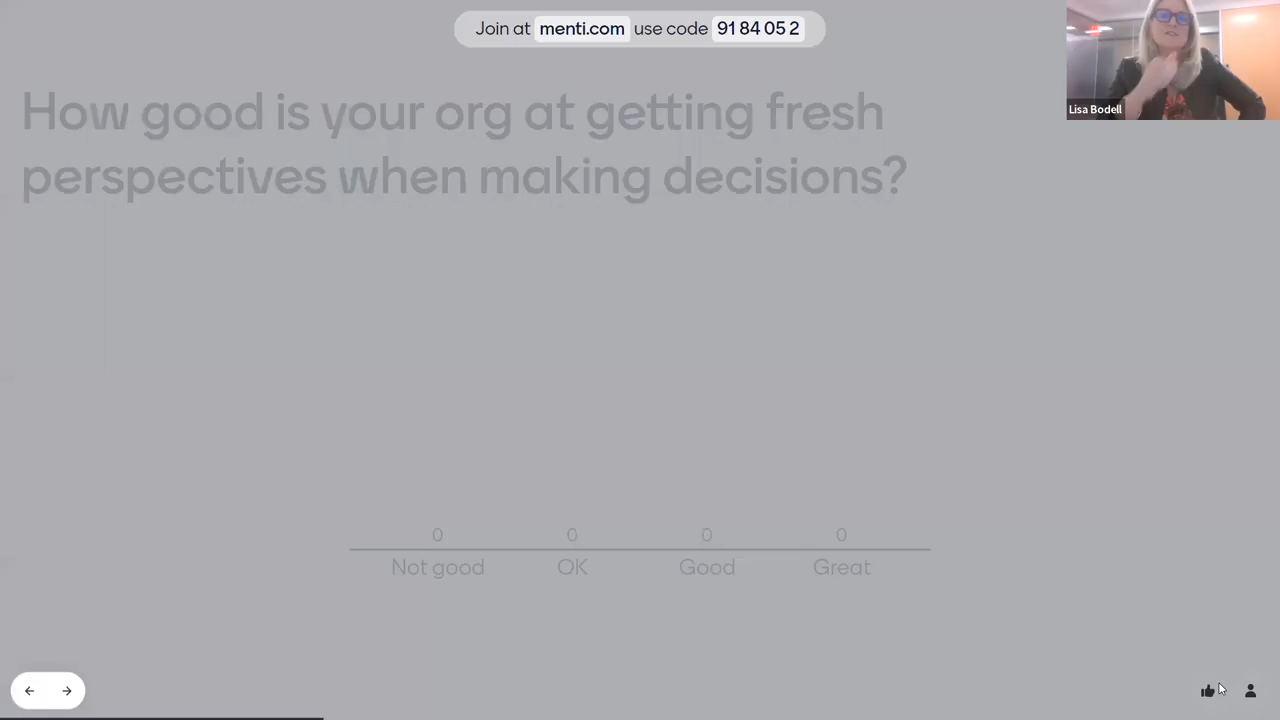 Join at menti.com use code 91 84 05 2
Lisa Bodell
How good is your org at getting fresh
perspectives when making decisions?
0 0 0 0
Not good OK Good Great